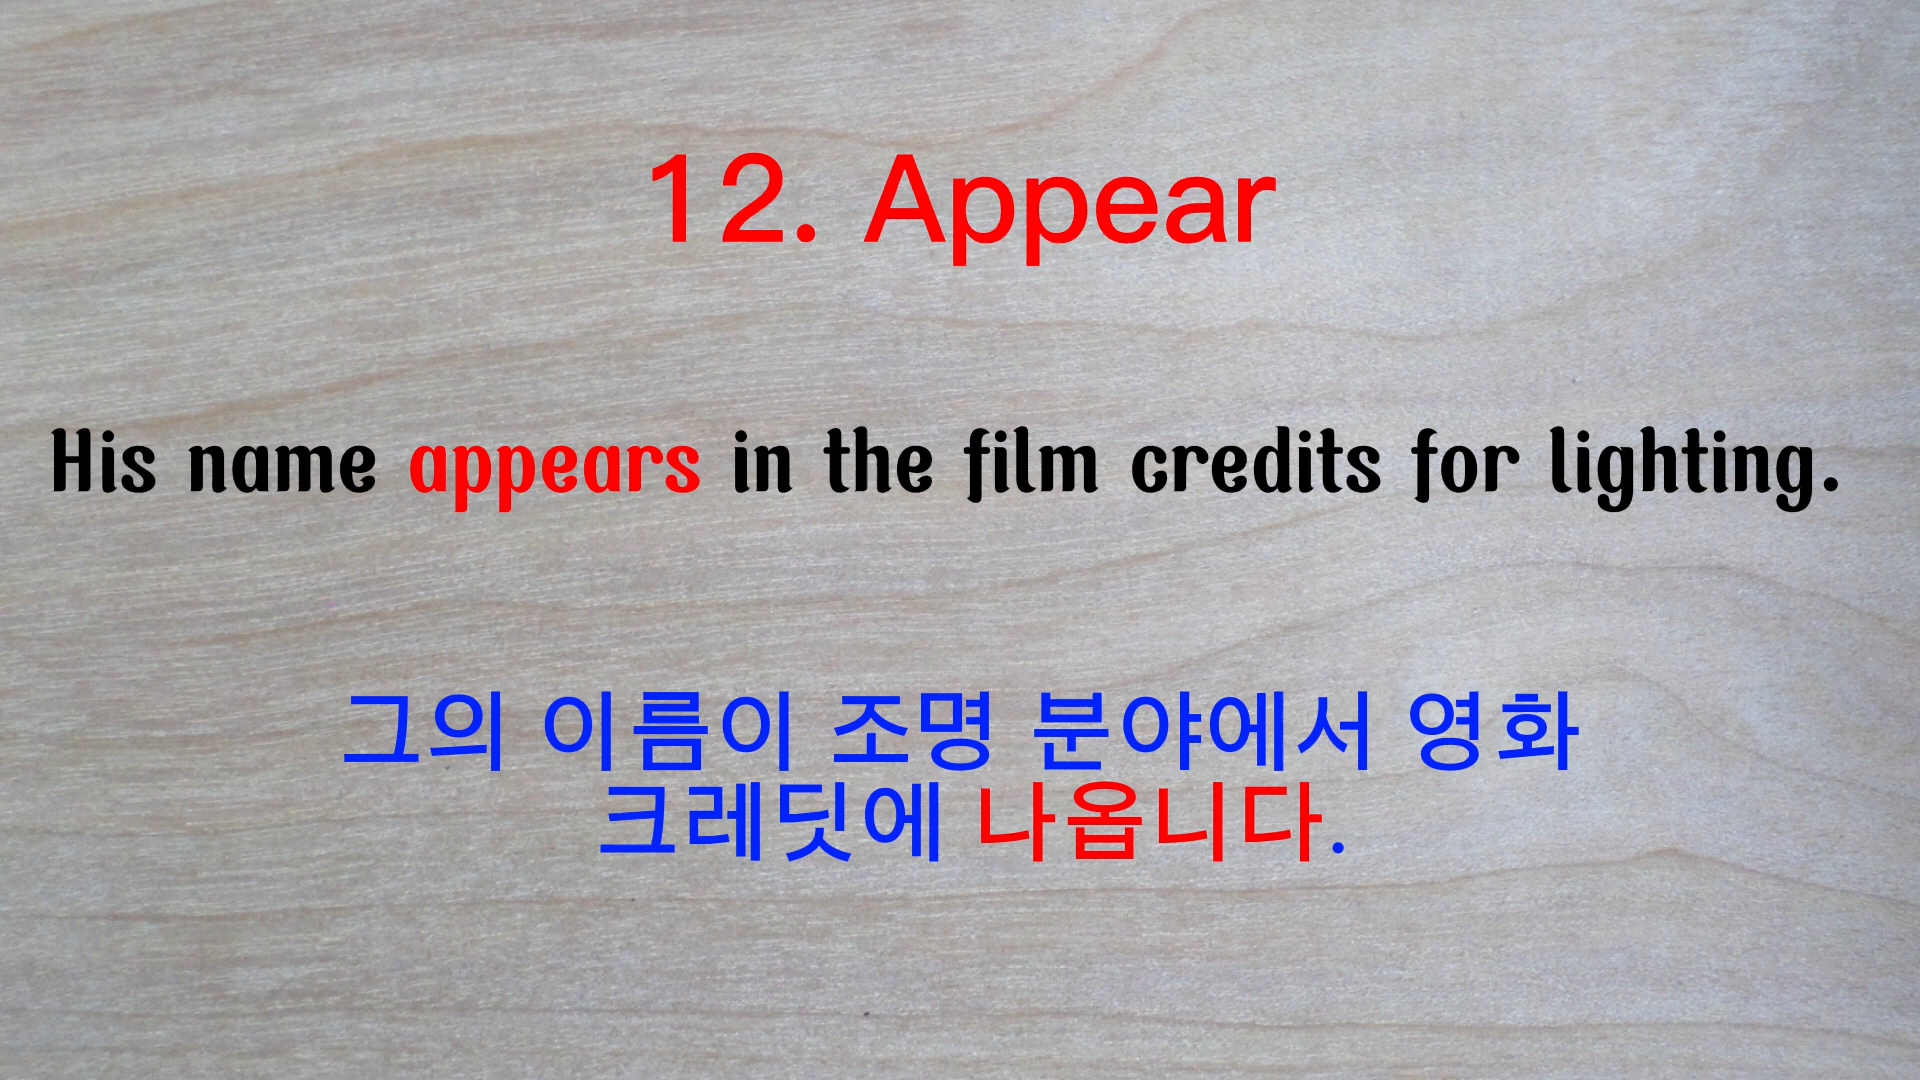 12. Appear
His name appears in the film credits for lighting.
그의 이름이 조명 분야에서 영화
크레딧에 나옵니다.